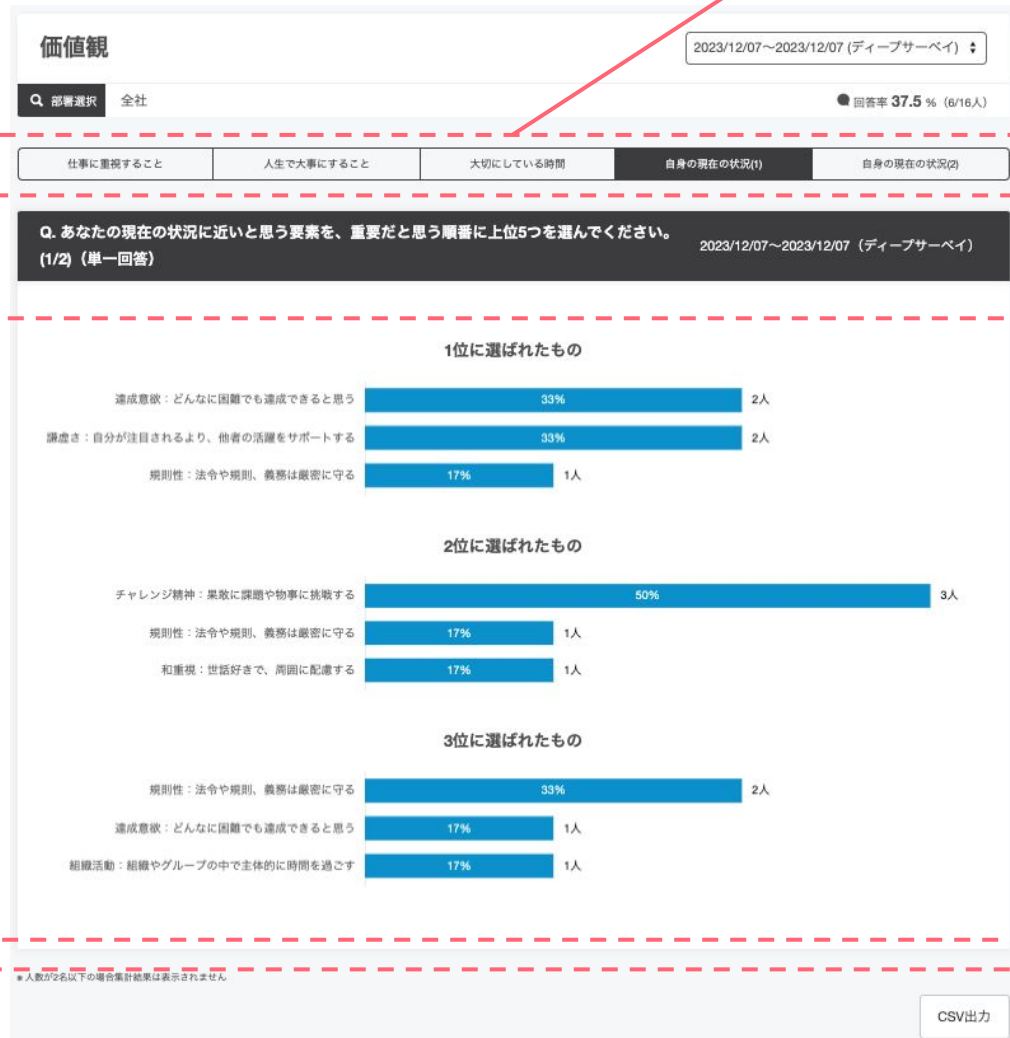 価値観
2023/12/07〜2023/12/07 (ディープサーベイ)
部署選択 全社
回答率 37.5 % (6/16人)
仕事に重視すること 人生で大事にすること 大切にしている時間 自身の現在の状況(1) 自身の現在の状況(2)
Q. あなたの現在の状況に近いと思う要素を、重要だと思う順番に上位5つを選んでください。
(1/2)（単一回答）
2023/12/07〜2023/12/07（ディープサーベイ）
1位に選ばれたもの
達成意欲：どんなに困難でも達成できると思う 33% 2人
謙虚さ：自分が注目されるより、他者の活躍をサポートする 33% 2人
規則性：法令や規則、義務は厳密に守る 17% 1人
2位に選ばれたもの
チャレンジ精神：果敢に課題や物事に挑戦する 50% 3人
規則性：法令や規則、義務は厳密に守る 17% 1人
和重視：世話好きで、周囲に配慮する 17% 1人
3位に選ばれたもの
規則性：法令や規則、義務は厳密に守る 33% 2人
達成意欲：どんなに困難でも達成できると思う 17% 1人
組織活動：組織やグループの中で主体的に時間を過ごす 17% 1人
※人数が2名以下の場合集計結果は表示されません
CSV出力